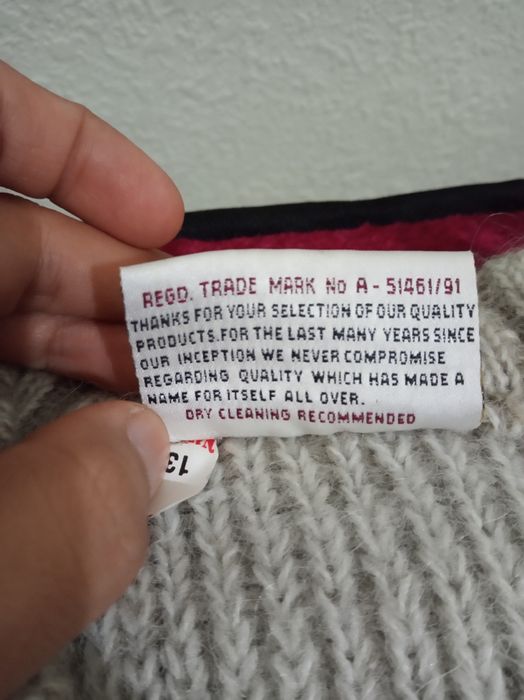 REGD. TRADE MARK No A - 51461/91
THANKS FOR YOUR SELECTION OF OUR QUALITY
PRODUCTS.FOR THE LAST MANY YEARS SINCE
OUR INCEPTION WE NEVER COMPROMISE
REGARDING QUALITY WHICH HAS MADE A
NAME FOR ITSELF ALL OVER.
DRY CLEANING RECOMMENDED
13